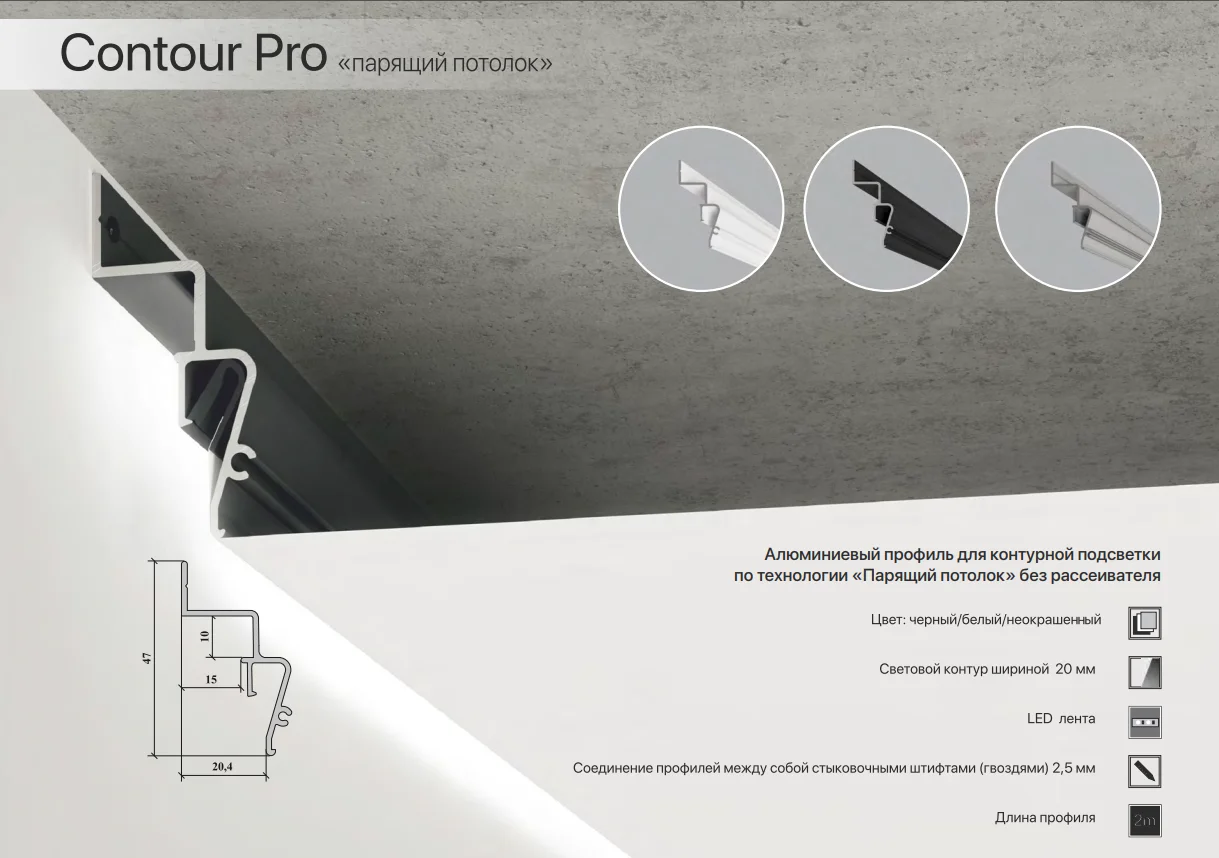 Contour Pro «парящий потолок»
Алюминиевый профиль для контурной подсветки
по технологии «Парящий потолок» без рассеивателя
Цвет: черный/белый/неокрашенный
Световой контур шириной 20 мм
LED лента
Соединение профилей между собой стыковочными штифтами (гвоздями) 2,5 мм
Длина профиля
2m
47
10
15
20,4